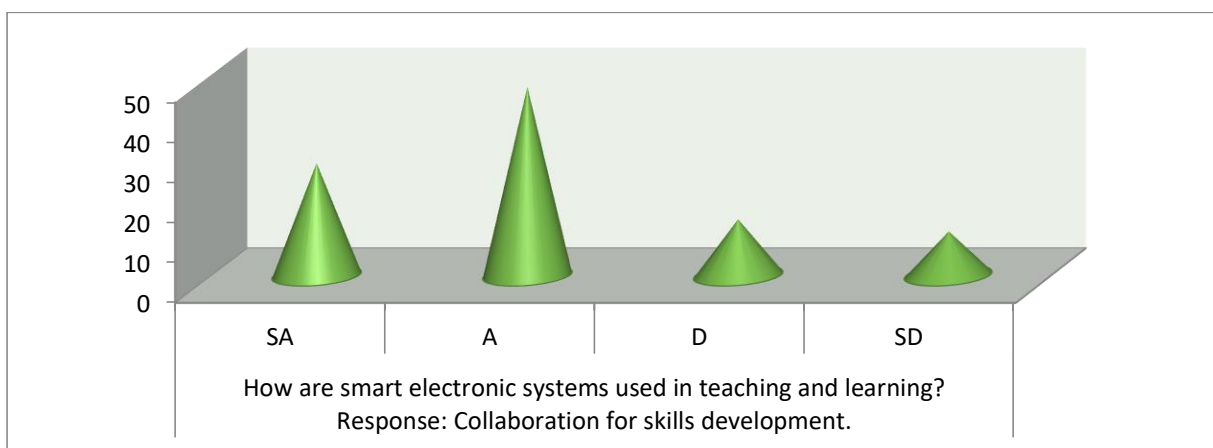 50
40
30
20
10
0
SA A D SD
How are smart electronic systems used in teaching and learning?
Response: Collaboration for skills development.